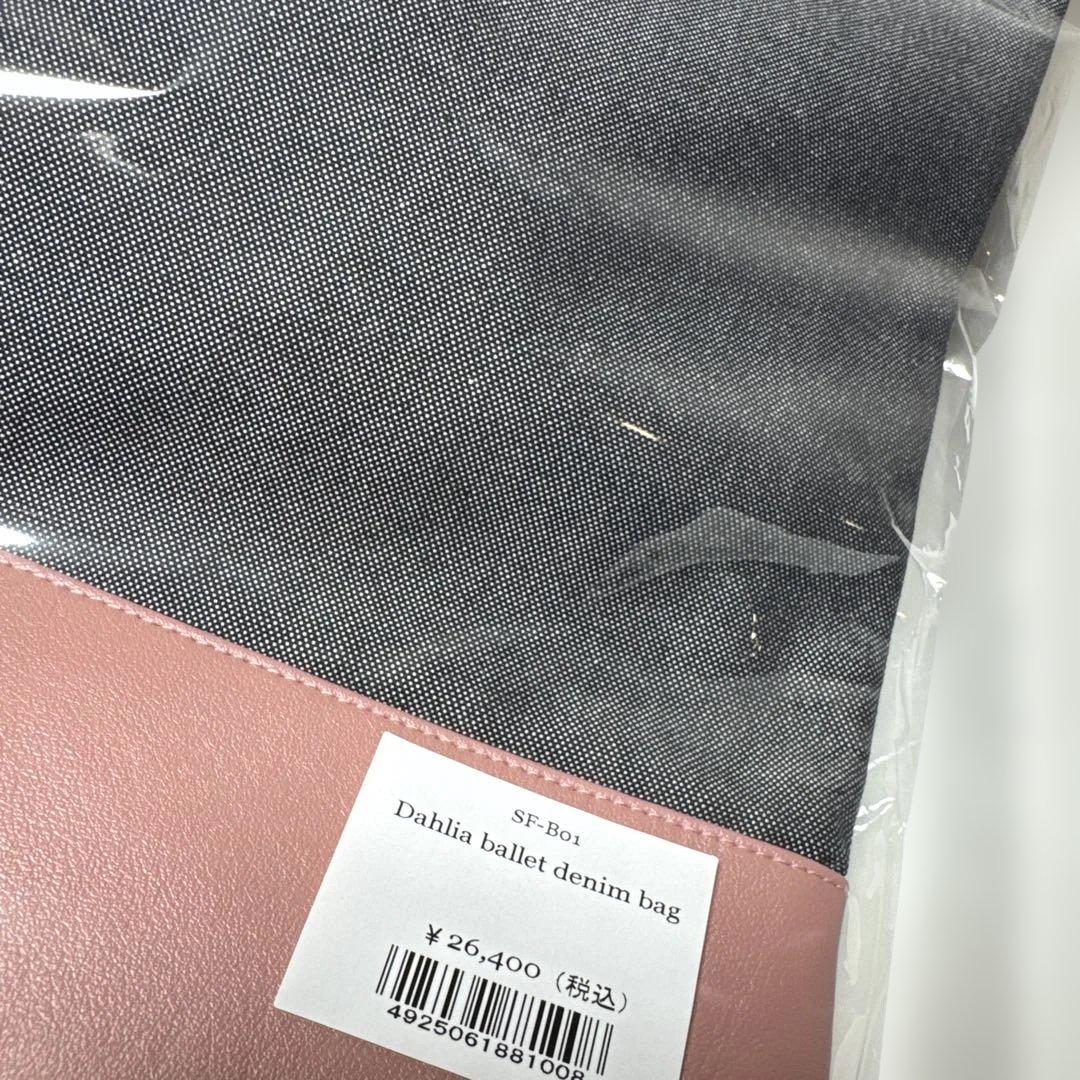 SF-B01
Dahlia ballet denim bag
¥26,400（税込）
4925061881008